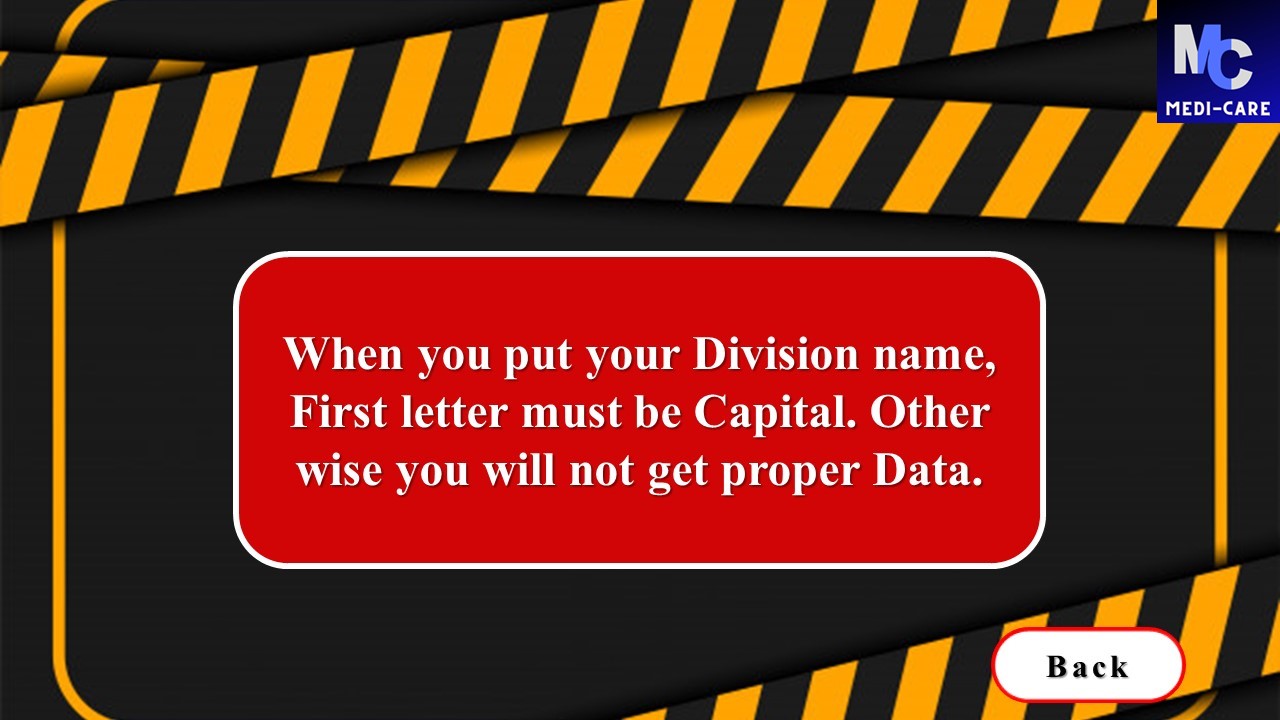 MC
MEDI-CARE
When you put your Division name,
First letter must be Capital. Other
wise you will not get proper Data.
Back